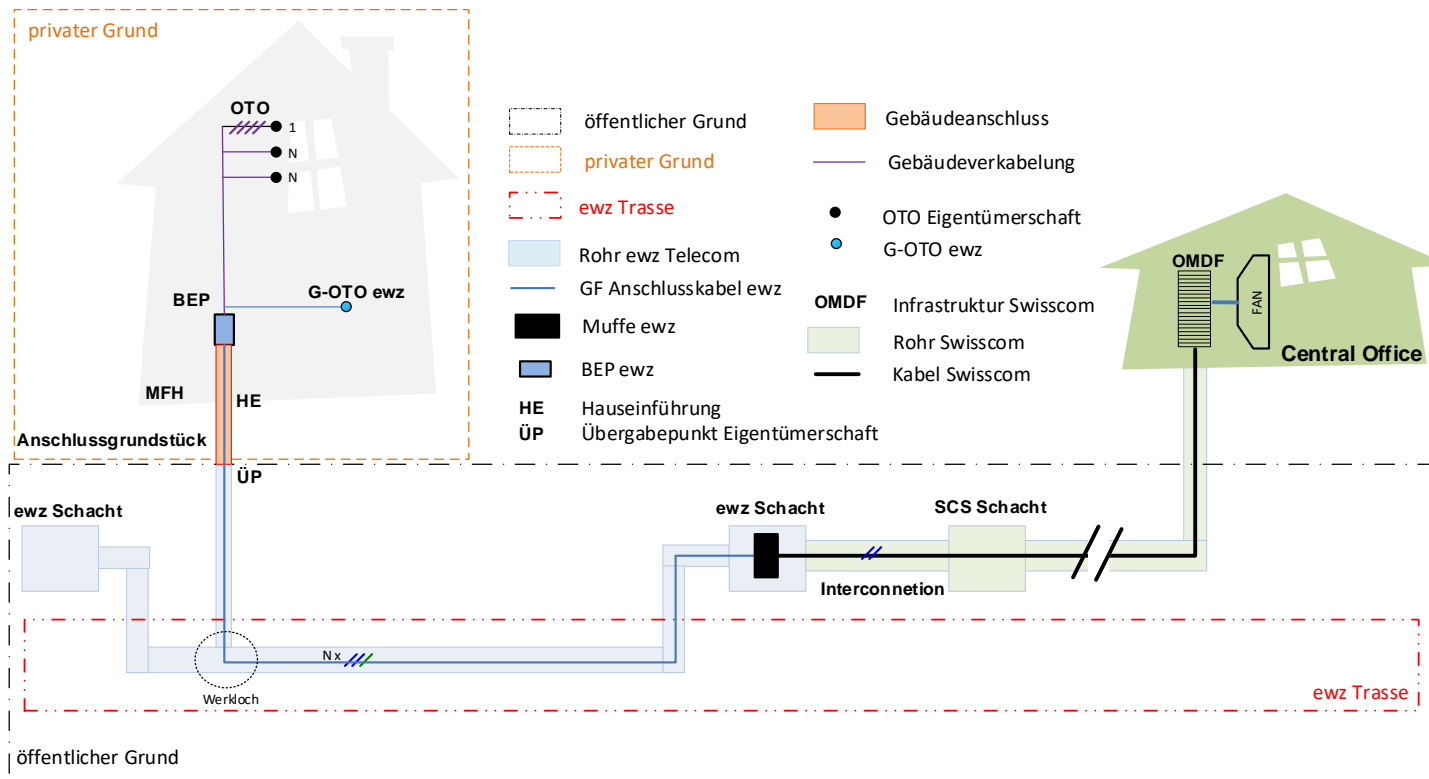 privater Grund
OTO
1
N
N
BEP
G-OTO ewz
MFH
HE
Anschlussgrundstück
ÜP
öffentlicher Grund
privater Grund
ewz Trasse
Rohr ewz Telecom
GF Anschlusskabel ewz
Muffe ewz
BEP ewz
HE Hauseinführung
ÜP Übergabepunkt Eigentümerschaft
Gebäudeanschluss
Gebäudeverkabelung
OTO Eigentümerschaft
G-OTO ewz
OMDF Infrastruktur Swisscom
Rohr Swisscom
Kabel Swisscom
OMDF
FAN
Central Office
ewz Schacht
ewz Schacht
SCS Schacht
Interconnetion
N x
Werkloch
ewz Trasse
öffentlicher Grund